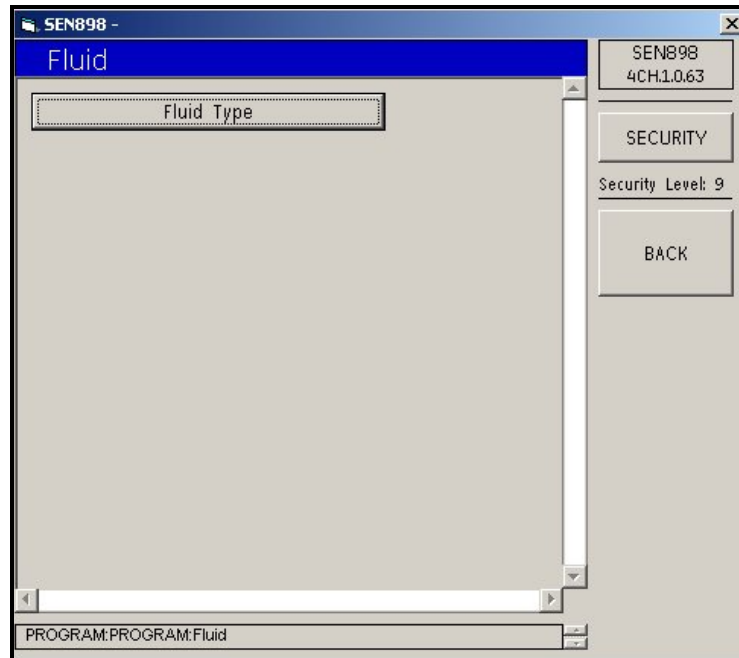 SEN898 -
Fluid
Fluid Type
SEN898
4CH.1.0.63
SECURITY
Security Level: 9
BACK
PROGRAM:PROGRAM:Fluid